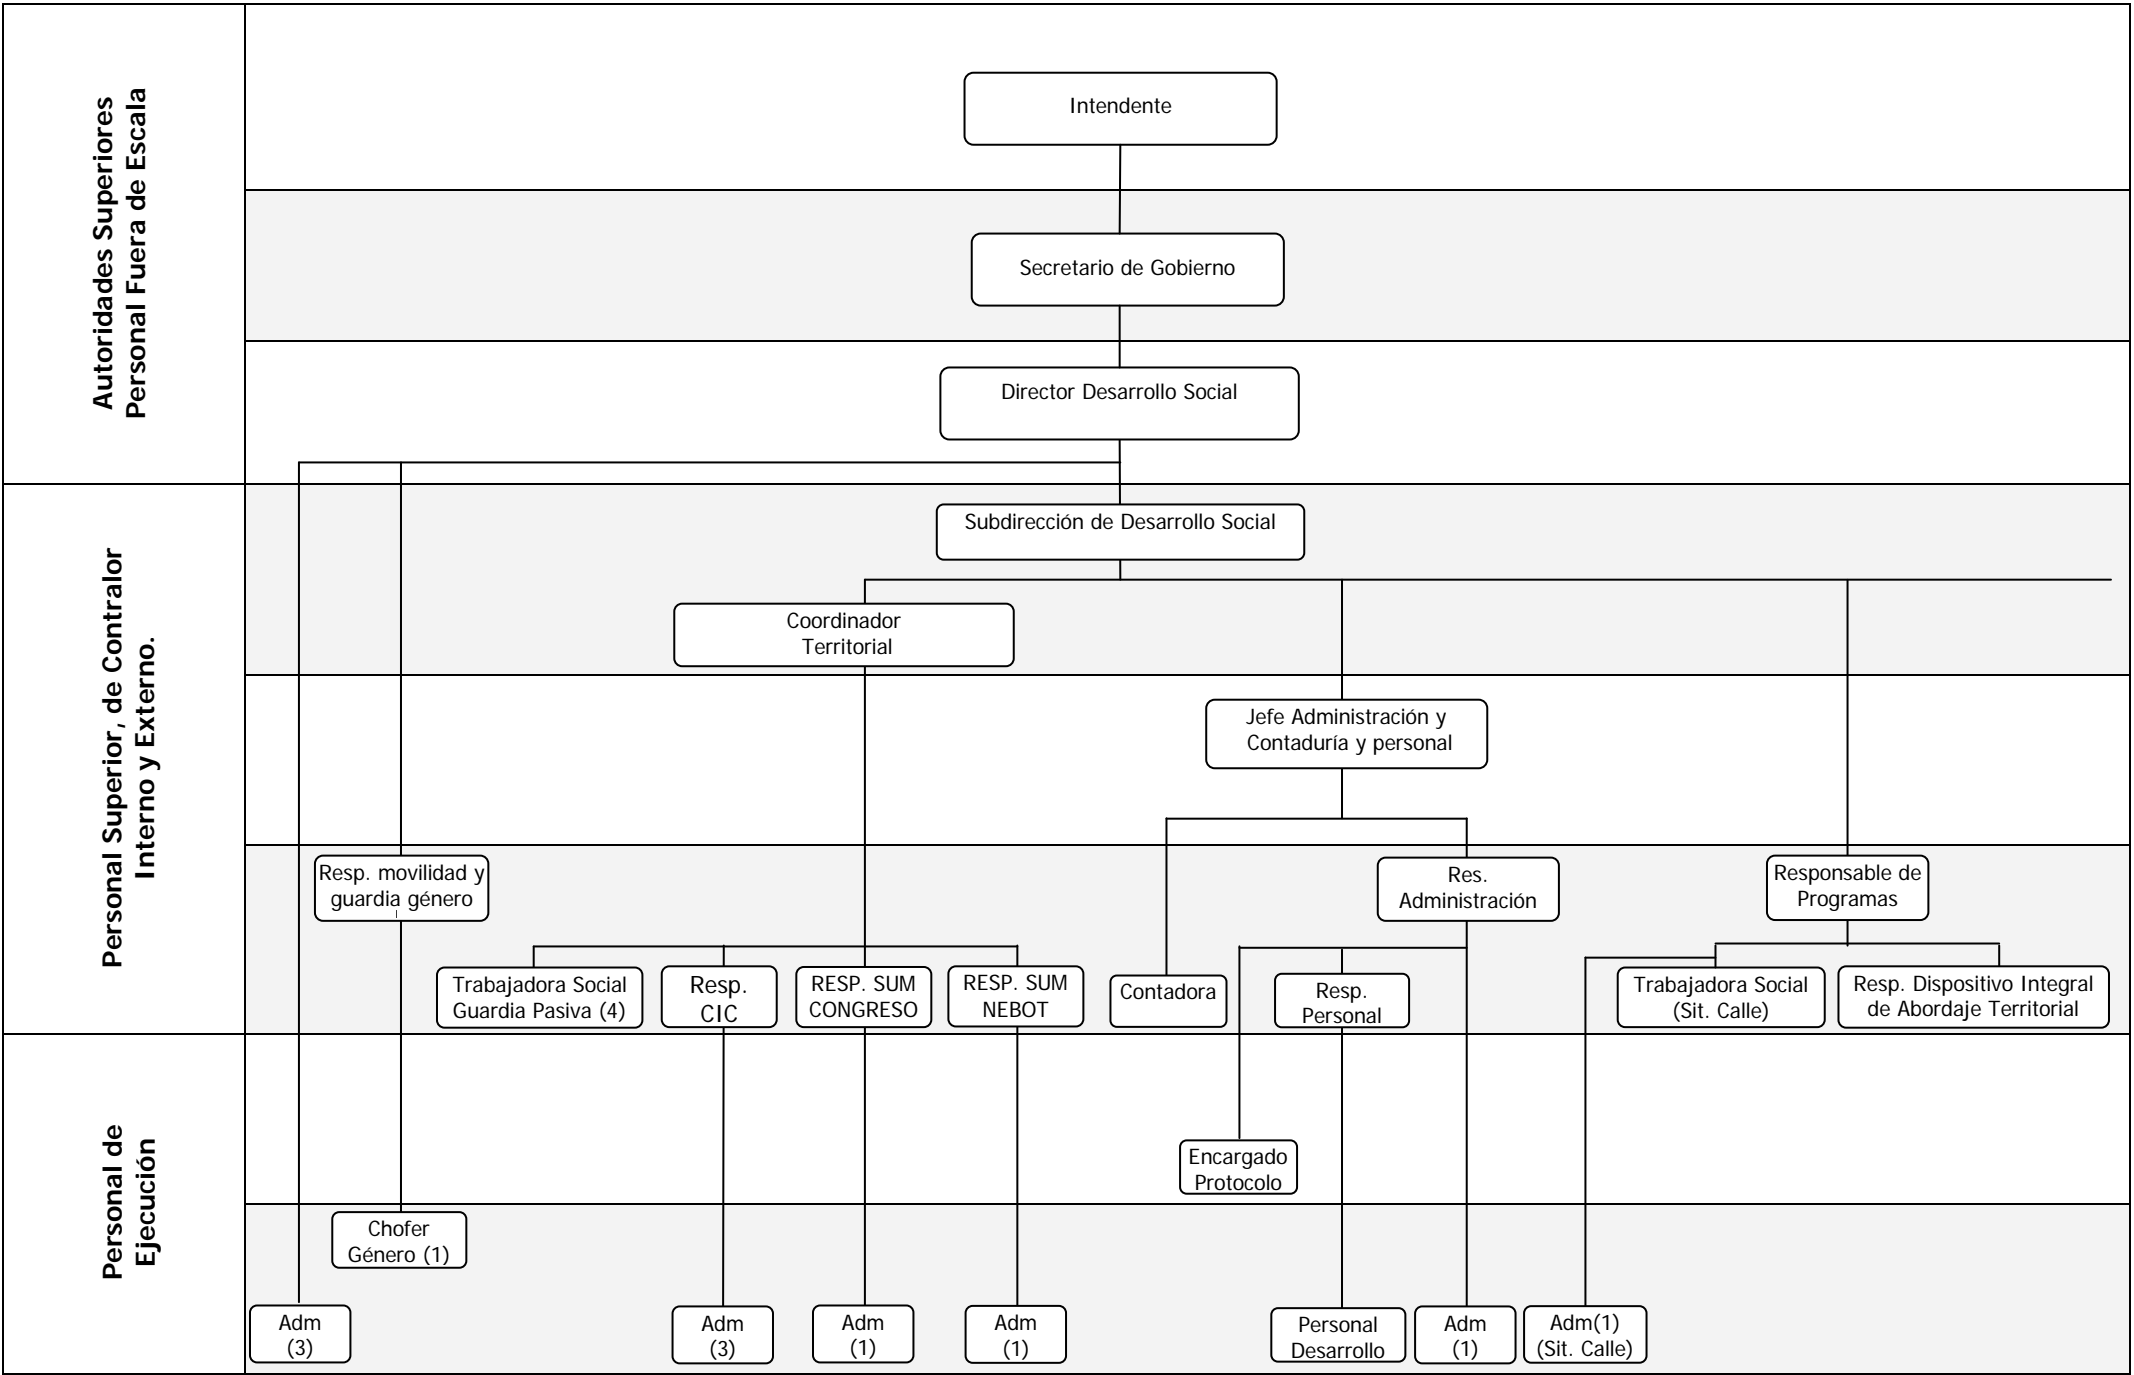 Autoridades Superiores
Personal Fuera de Escala
Intendente
Secretario de Gobierno
Director Desarrollo Social
Personal Superior, de Contralor
Interno y Externo.
Subdirección de Desarrollo Social
Coordinador
Territorial
Jefe Administración y
Contaduría y personal
Resp. movilidad y
guardia género
Res.
Administración
Responsable de
Programas
Trabajadora Social
Guardia Pasiva (4)
Resp.
CIC
RESP. SUM
CONGRESO
RESP. SUM
NEBOT
Contadora
Resp.
Personal
Trabajadora Social
(Sit. Calle)
Resp. Dispositivo Integral
de Abordaje Territorial
Personal de
Ejecución
Encargado
Protocolo
Chofer
Género (1)
Adm
(3)
Adm
(3)
Adm
(1)
Adm
(1)
Personal
Desarrollo
Adm
(1)
Adm(1)
(Sit. Calle)